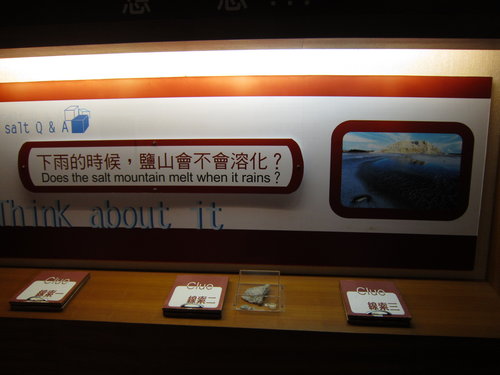 salt Q & A
下雨的時候，鹽山會不會溶化？
Does the salt mountain melt when it rains？
Think about it
Clue
線索一
Clue
線索二
Clue
線索三